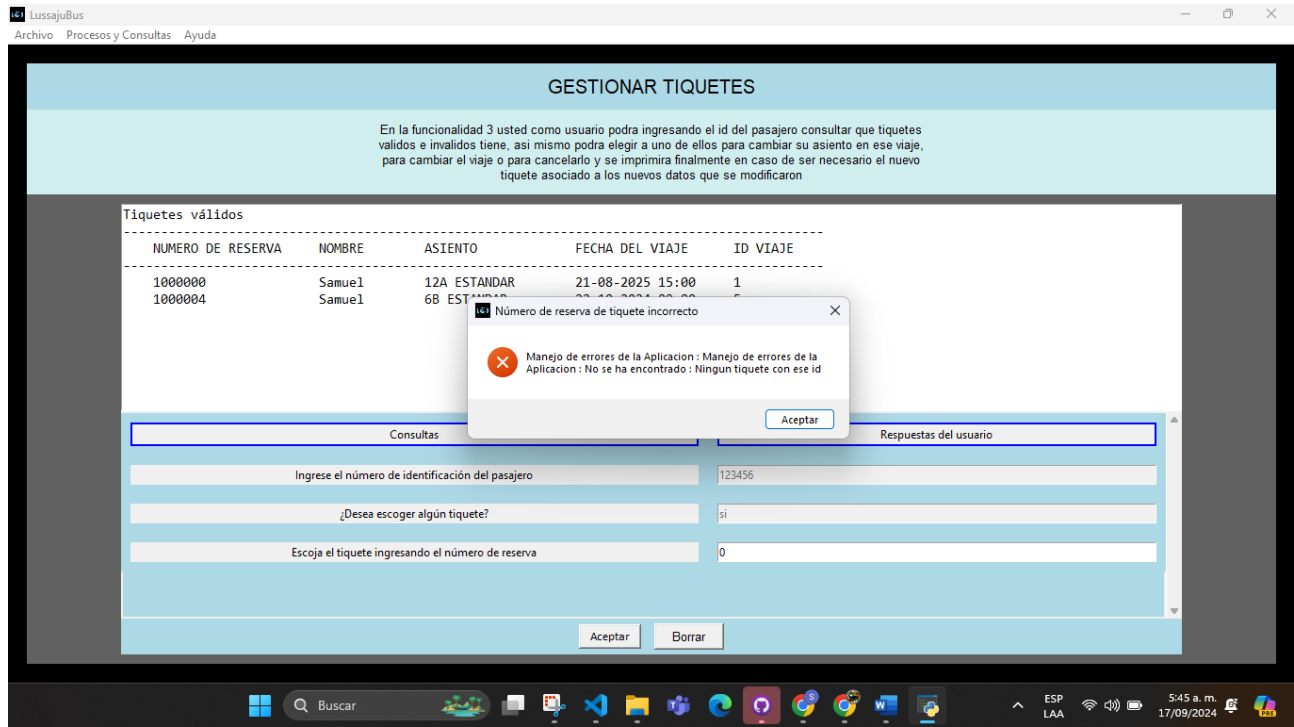 LussajuBus
Archivo Procesos y Consultas Ayuda
GESTIONAR TIQUETES
En la funcionalidad 3 usted como usuario podra ingresando el id del pasajero consultar que tiquetes
validos e invalidos tiene, asi mismo podra elegir a uno de ellos para cambiar su asiento en ese viaje,
para cambiar el viaje o para cancelarlo y se imprimira finalmente en caso de ser necesario el nuevo
tiquete asociado a los nuevos datos que se modificaron
Tiquetes válidos
NUMERO DE RESERVA NOMBRE ASIENTO FECHA DEL VIAJE ID VIAJE
1000000 Samuel 12A ESTANDAR 21-08-2025 15:00 1
1000004 Samuel 6B
Número de reserva de tiquete incorrecto
Manejo de errores de la Aplicacion : Manejo de errores de la
Aplicacion : No se ha encontrado : Ningun tiquete con ese id
Aceptar
Consultas Respuestas del usuario
Ingrese el número de identificación del pasajero 123456
¿Desea escoger algún tiquete? si
Escoja el tiquete ingresando el número de reserva 0
Aceptar Borrar
Buscar
ESP
LAA
5:45 a. m.
17/09/2024
PRE